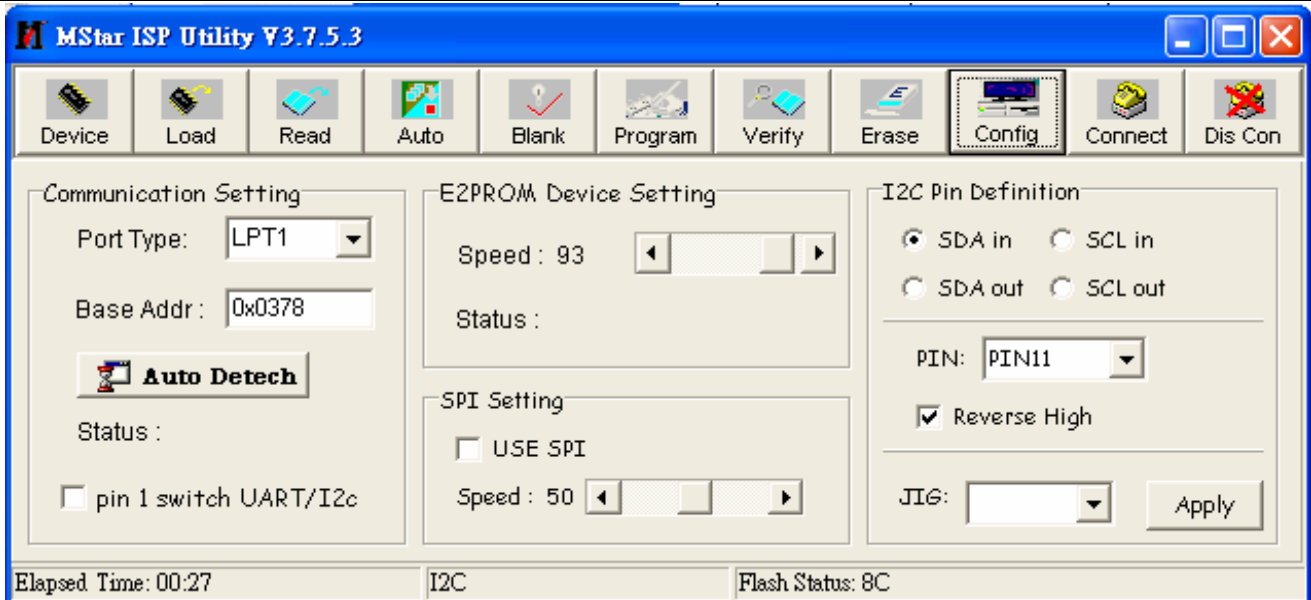 MStar ISP Utility V3.7.5.3
Device Load Read Auto Blank Program Verify Erase Config Connect Dis Con
Communication Setting
Port Type: LPT1
Base Addr : 0x0378
Auto Detech
Status :
pin 1 switch UART/I2c
E2PROM Device Setting
Speed : 93
Status :
SPI Setting
USE SPI
Speed : 50
I2C Pin Definition
SDA in SCL in
SDA out SCL out
PIN: PIN11
Reverse High
JIG: Apply
Elapsed Time: 00:27 I2C Flash Status: 8C